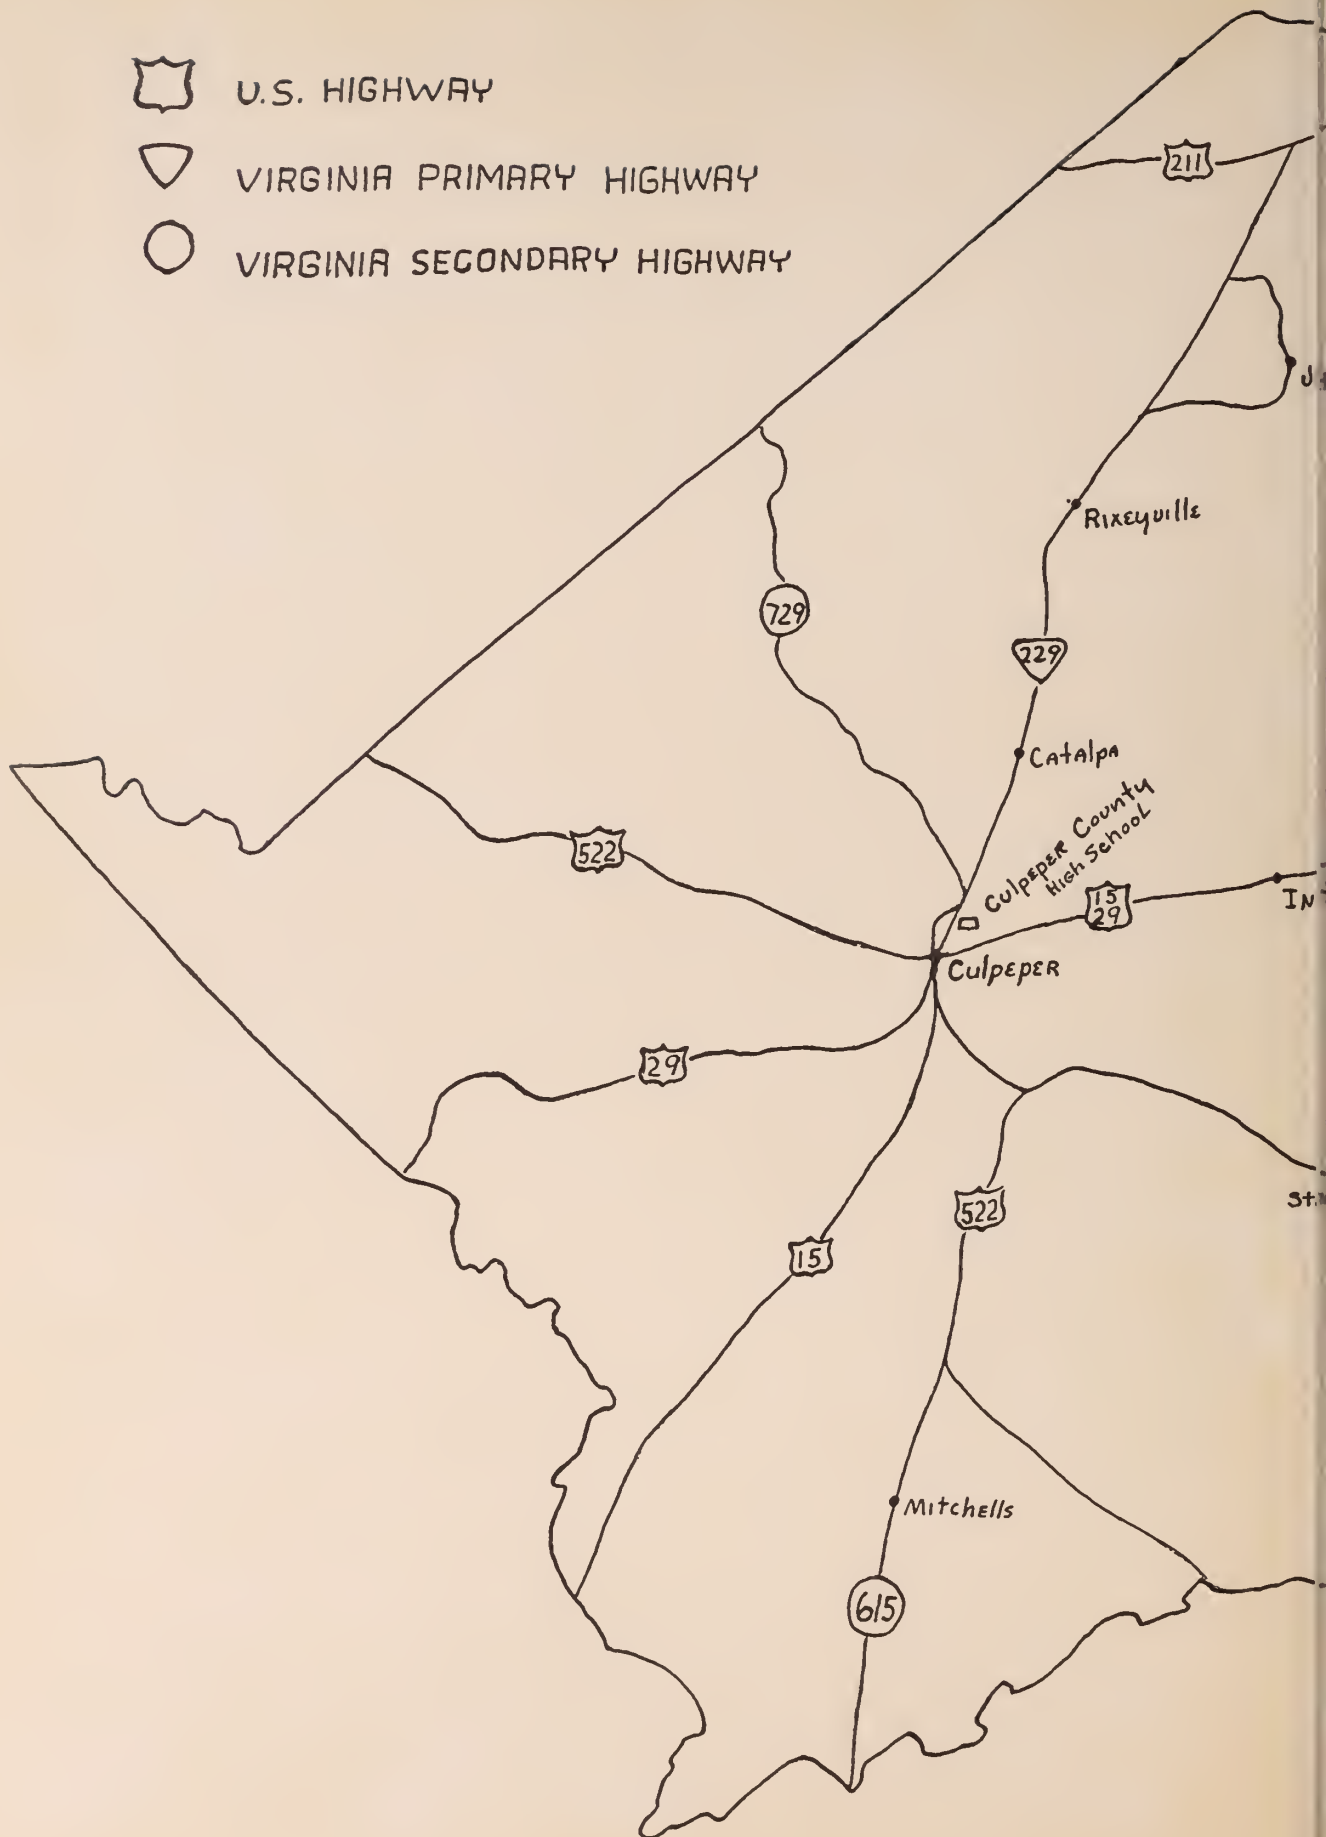 U.S. HIGHWAY
VIRGINIA PRIMARY HIGHWAY
VIRGINIA SECONDARY HIGHWAY
211
Rixeyville
729
229
Catalpa
Culpeper County
High School
522
15
29
Culpeper
29
522
15
Mitchells
615